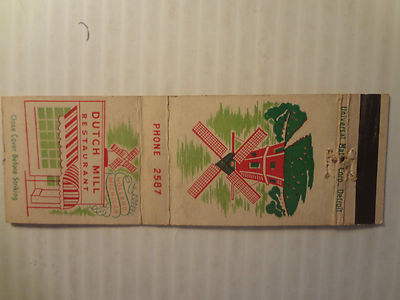 DUTCH MILL
RESTAURANT
Close Cover Before Striking
PHONE 2587
Universal Match Corp. Detroit